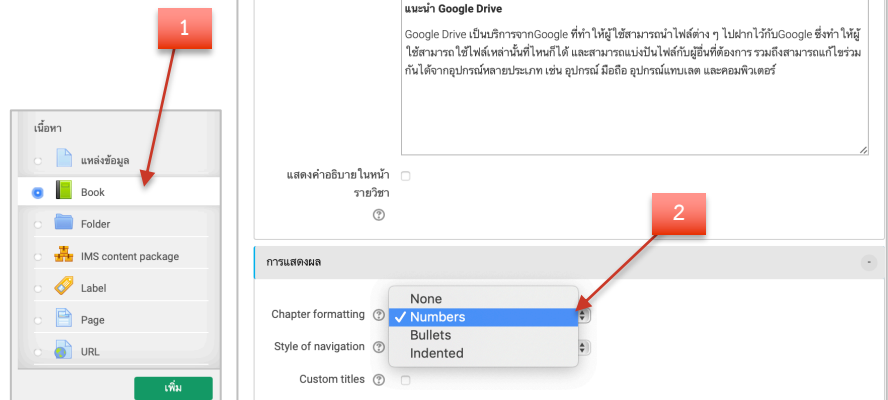 1
เนื้อหา
แหล่งข้อมูล
Book
Folder
IMS content package
Label
Page
URL
เพิ่ม
แนะนำ Google Drive
Google Drive เป็นบริการจากGoogle ที่ทำ ให้ผู้ ใช้สามารถนำไฟล์ต่าง ๆ ไปฝากไว้กับGoogle ซึ่งทำ ให้ผู้
ใช้สามารถ ใช้ไฟล์เหล่านั้นที่ไหนก็ได้ และสามารถแบ่งปันไฟล์กับผู้อื่นที่ต้องการ รวมถึงสามารถแก้ไขร่วม
กันได้จากอุปกรณ์หลายประเภท เช่น อุปกรณ์ มือถือ อุปกรณ์แทบเลต และคอมพิวเตอร์
แสดงคำอธิบายในหน้า
รายวิชา
2
การแสดงผล
Chapter formatting
None
✓ Numbers
Bullets
Indented
Style of navigation
Custom titles